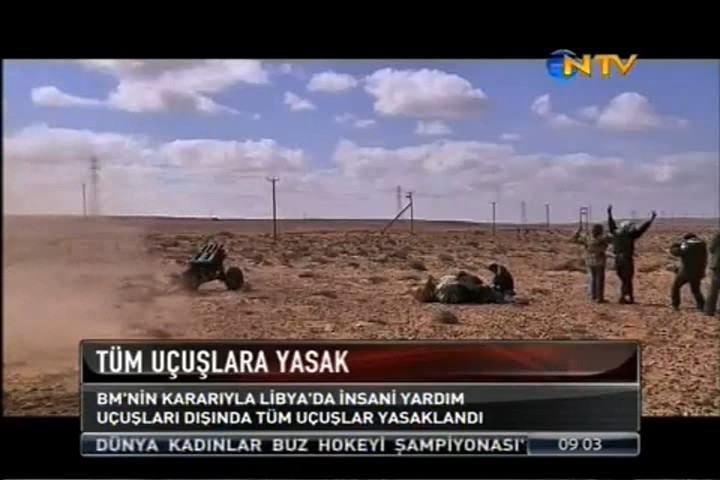 NTV
TÜM UÇUŞLARA YASAK
BM'NİN KARARIYLA LİBYA'DA İNSANİ YARDIM
UÇUŞLARI DIŞINDA TÜM UÇUŞLAR YASAKLANDI
DÜNYA KADINLAR BUZ HOKEYİ ŞAMPİYONASI' 09:03